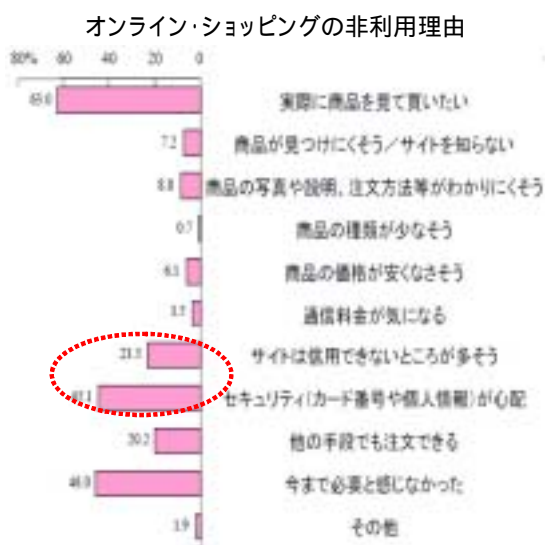 オンライン・ショッピングの非利用理由
80% 60 40 20 0
実際に商品を見て買いたい
7.2 商品が見つけにくそう／サイトを知らない
8.8 商品の写真や説明、注文方法等がわかりにくそう
0.7 商品の種類が少なそう
商品の価格が安くなさそう
通信料金が気になる
サイトは信用できないところが多そう
セキュリティ(カード番号や個人情報)が心配
20.2 他の手段でも注文できる
46.0 今まで必要と感じなかった
1.9 その他